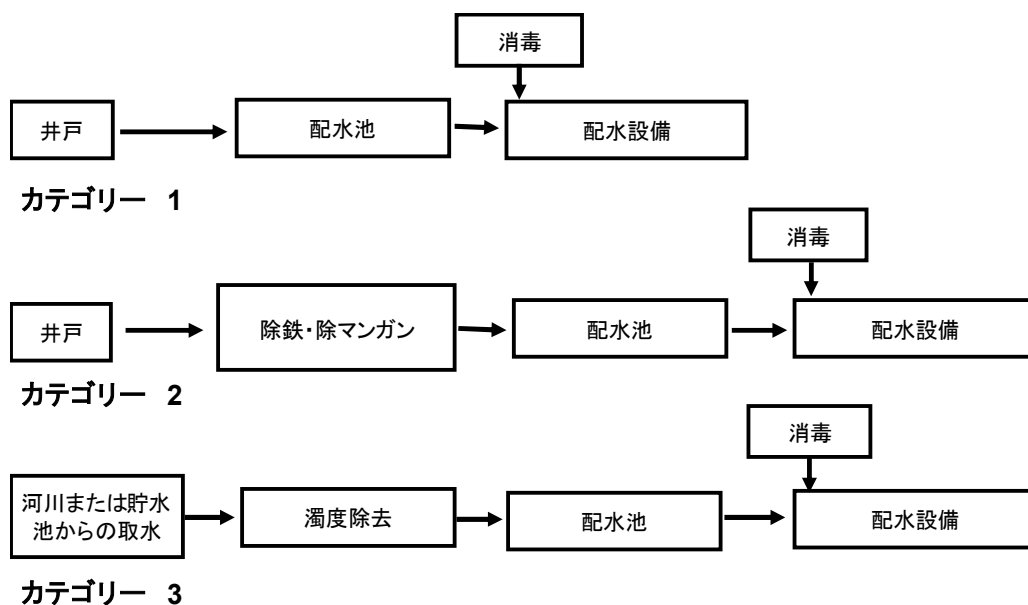 消毒
井戸
配水池
配水設備
カテゴリー 1
消毒
井戸
除鉄・除マンガン
配水池
配水設備
カテゴリー 2
消毒
河川または貯水
池からの取水
濁度除去
配水池
配水設備
カテゴリー 3